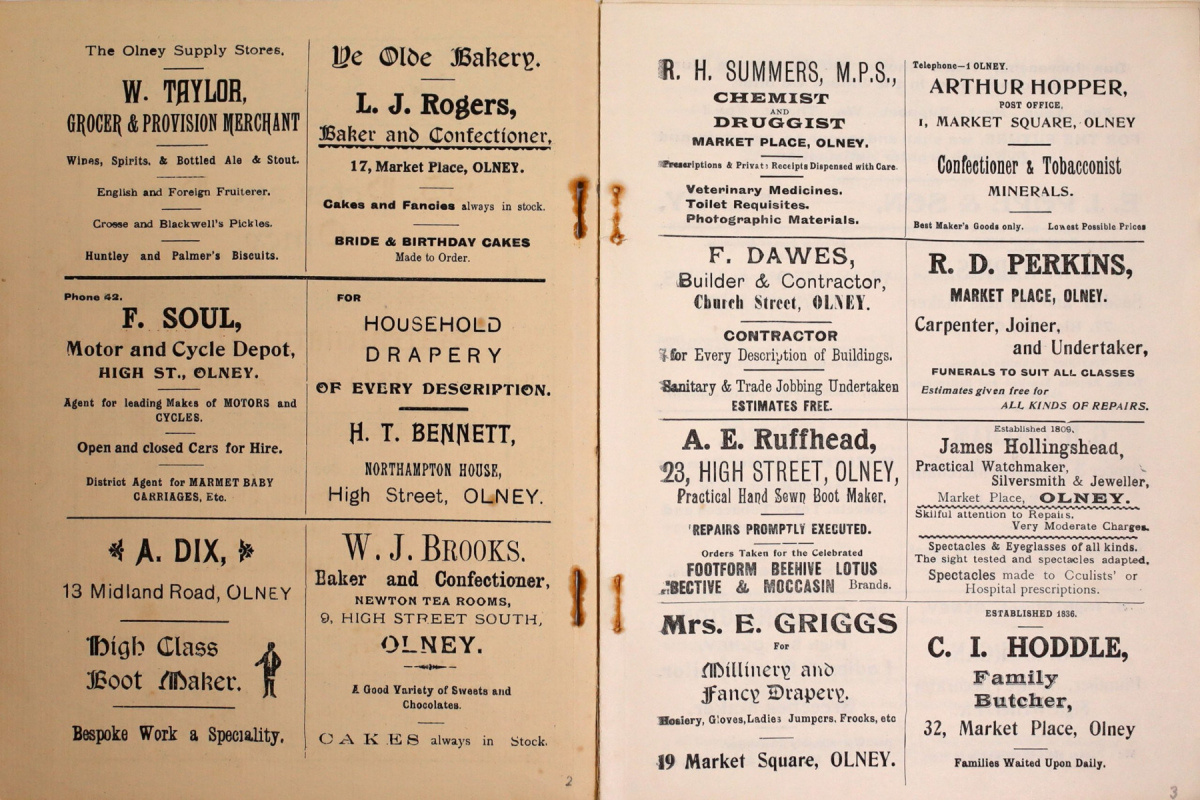 The Olney Supply Stores.
W. TAYLOR,
GROCER & PROVISION MERCHANT
Wines, Spirits, & Bottled Ale & Stout.
English and Foreign Fruiterer.
Crosse and Blackwell's Pickles.
Huntley and Palmer's Biscuits.
Ye Olde Bakery.
L. J. Rogers,
Baker and Confectioner,
17, Market Place, OLNEY.
Cakes and Fancies always in stock.
BRIDE & BIRTHDAY CAKES
Made to Order.
Phone 42.
F. SOUL,
Motor and Cycle Depot,
HIGH ST., OLNEY.
Agent for leading Makes of MOTORS and
CYCLES.
Open and closed Cars for Hire.
District Agent for MARMET BABY
CARRIAGES, Etc.
FOR
HOUSEHOLD
DRAPERY
OF EVERY DESCRIPTION.
H. T. BENNETT,
NORTHAMPTON HOUSE,
High Street, OLNEY.
A. DIX,
13 Midland Road, OLNEY
High Class
Boot Maker.
Bespoke Work a Speciality.
W. J. BROOKS.
Baker and Confectioner,
NEWTON TEA ROOMS,
9, HIGH STREET SOUTH,
OLNEY.
A Good Variety of Sweets and
Chocolates.
CAKES always in Stock.
2
R. H. SUMMERS, M.P.S.,
CHEMIST
AND
DRUGGIST
MARKET PLACE, OLNEY.
Prescriptions & Private Receipts Dispensed with Care.
Veterinary Medicines.
Toilet Requisites.
Photographic Materials.
Telephone—1 OLNEY.
ARTHUR HOPPER,
POST OFFICE,
1, MARKET SQUARE, OLNEY
Confectioner & Tobacconist
MINERALS.
Best Maker's Goods only. Lowest Possible Prices
F. DAWES,
Builder & Contractor,
Church Street, OLNEY.
CONTRACTOR
for Every Description of Buildings.
Sanitary & Trade Jobbing Undertaken
ESTIMATES FREE.
R. D. PERKINS,
MARKET PLACE, OLNEY.
Carpenter, Joiner,
and Undertaker,
FUNERALS TO SUIT ALL CLASSES
Estimates given free for
ALL KINDS OF REPAIRS.
A. E. Ruffhead,
23, HIGH STREET, OLNEY,
Practical Hand Sewn Boot Maker.
REPAIRS PROMPTLY EXECUTED.
Orders Taken for the Celebrated
FOOTFORM BEEHIVE LOTUS
BECTIVE & MOCCASIN Brands.
Established 1809.
James Hollingshead,
Practical Watchmaker,
Silversmith & Jeweller,
Market Place, OLNEY.
Skilful attention to Repairs.
Very Moderate Charges.
Spectacles & Eyeglasses of all kinds.
The sight tested and spectacles adapted.
Spectacles made to Oculists' or
Hospital prescriptions.
Mrs. E. GRIGGS
For
Millinery and
Fancy Drapery.
Hosiery, Gloves, Ladies Jumpers, Frocks, etc
19 Market Square, OLNEY.
ESTABLISHED 1836.
C. I. HODDLE,
Family
Butcher,
32, Market Place, Olney
Families Waited Upon Daily.
3